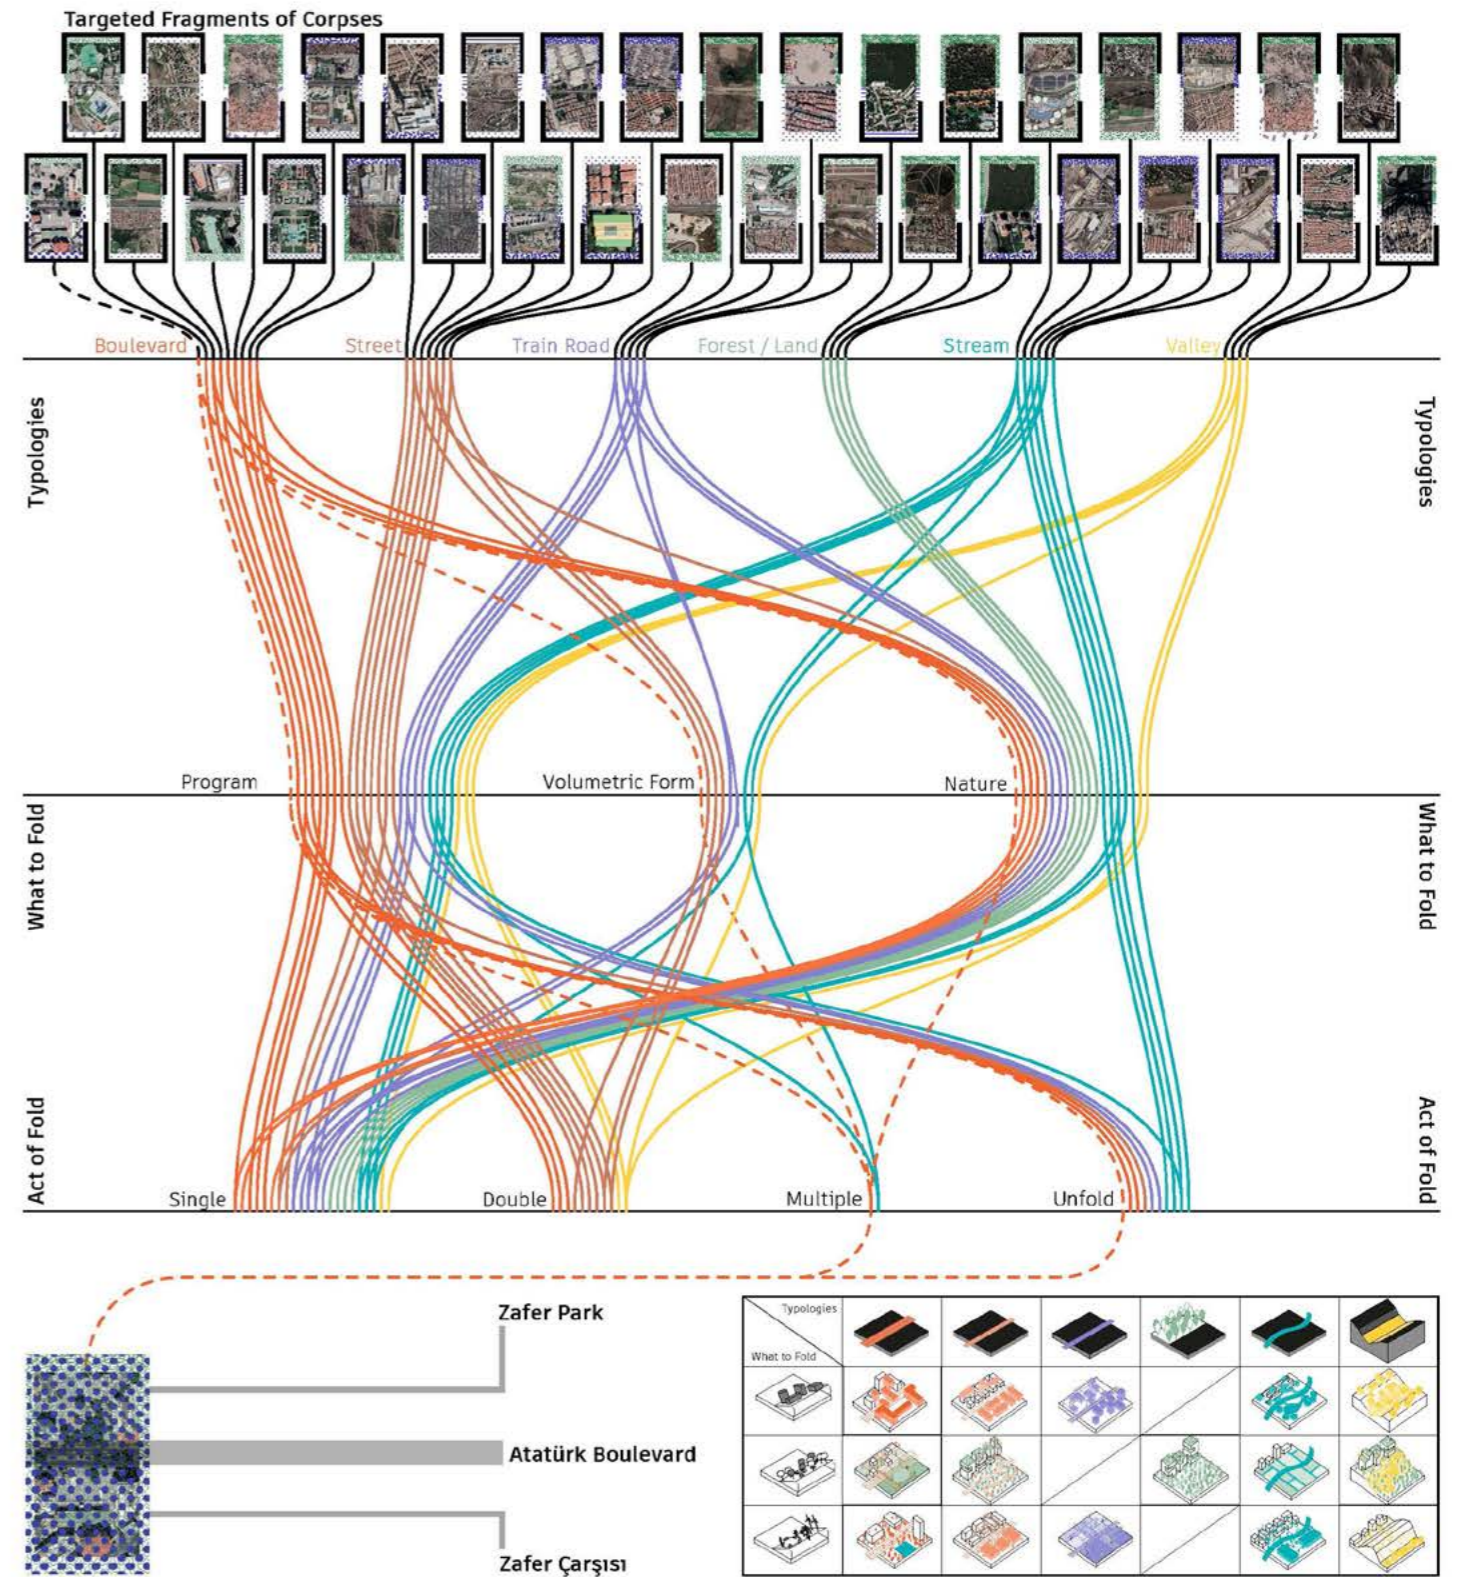 Targeted Fragments of Corpses
Boulevard
Street
Train Road
Forest / Land
Stream
Valley
Typologies
Typologies
Program
Volumetric Form
Nature
What to Fold
What to Fold
Act of Fold
Act of Fold
Single
Double
Multiple
Unfold
Zafer Park
Atatürk Boulevard
Zafer Çarşısı
Typologies
What to Fold